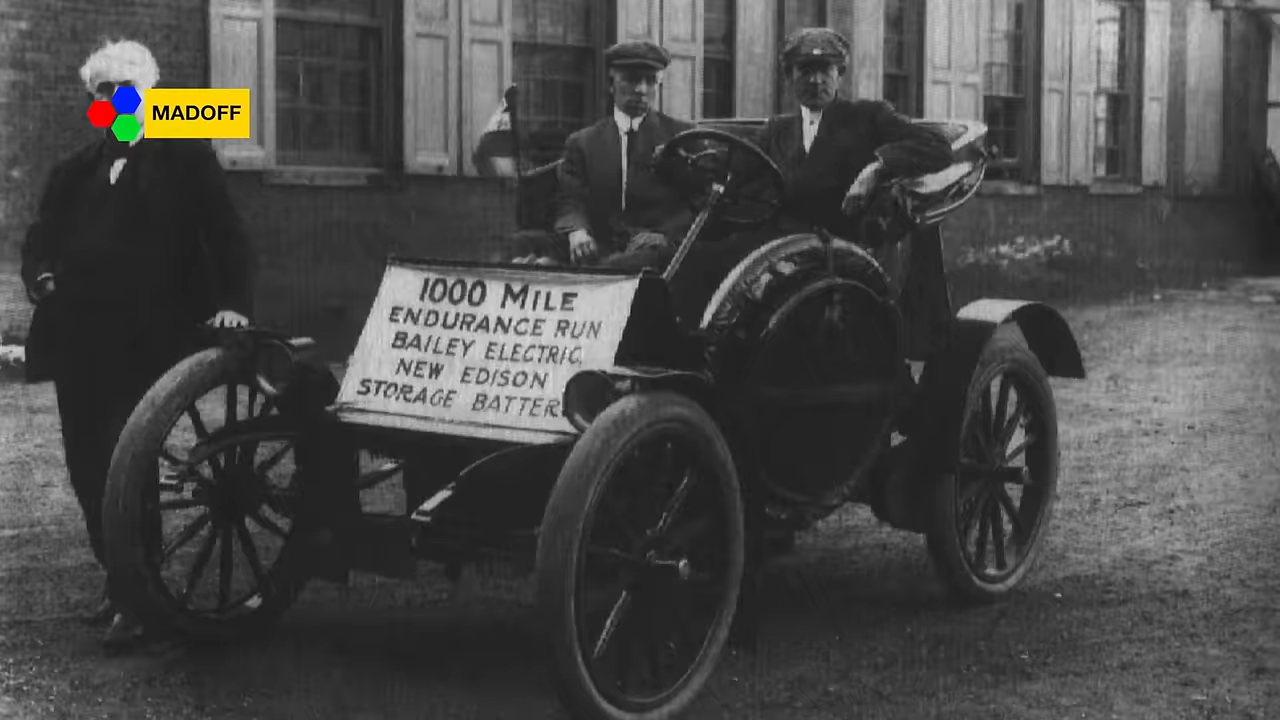 MADOFF
1000 MILE
ENDURANCE RUN
BAILEY ELECTRIC
NEW EDISON
STORAGE BATTER